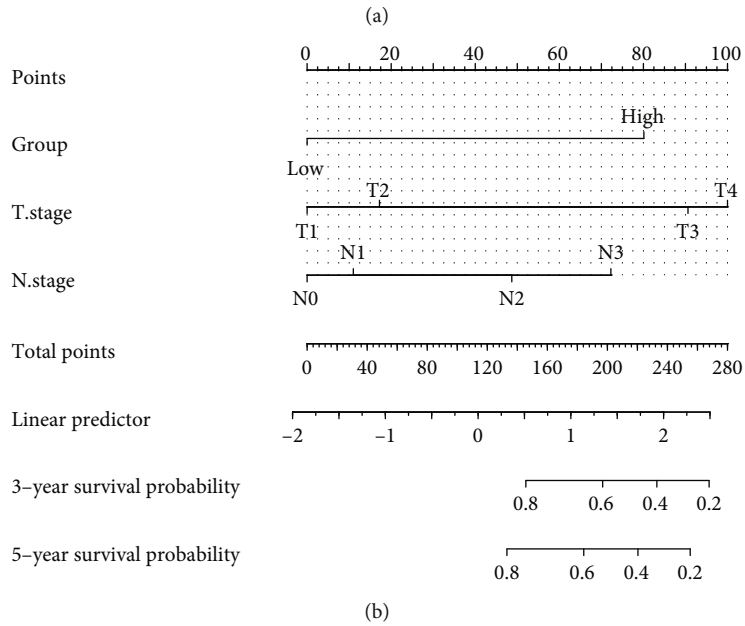 (a)
0 20 40 60 80 100
Points
High
Group
Low
T2 T4
T.stage
T1 T3
N1 N3
N.stage
N0 N2
Total points
0 40 80 120 160 200 240 280
Linear predictor
−2 −1 0 1 2
3–year survival probability
0.8 0.6 0.4 0.2
5–year survival probability
0.8 0.6 0.4 0.2
(b)